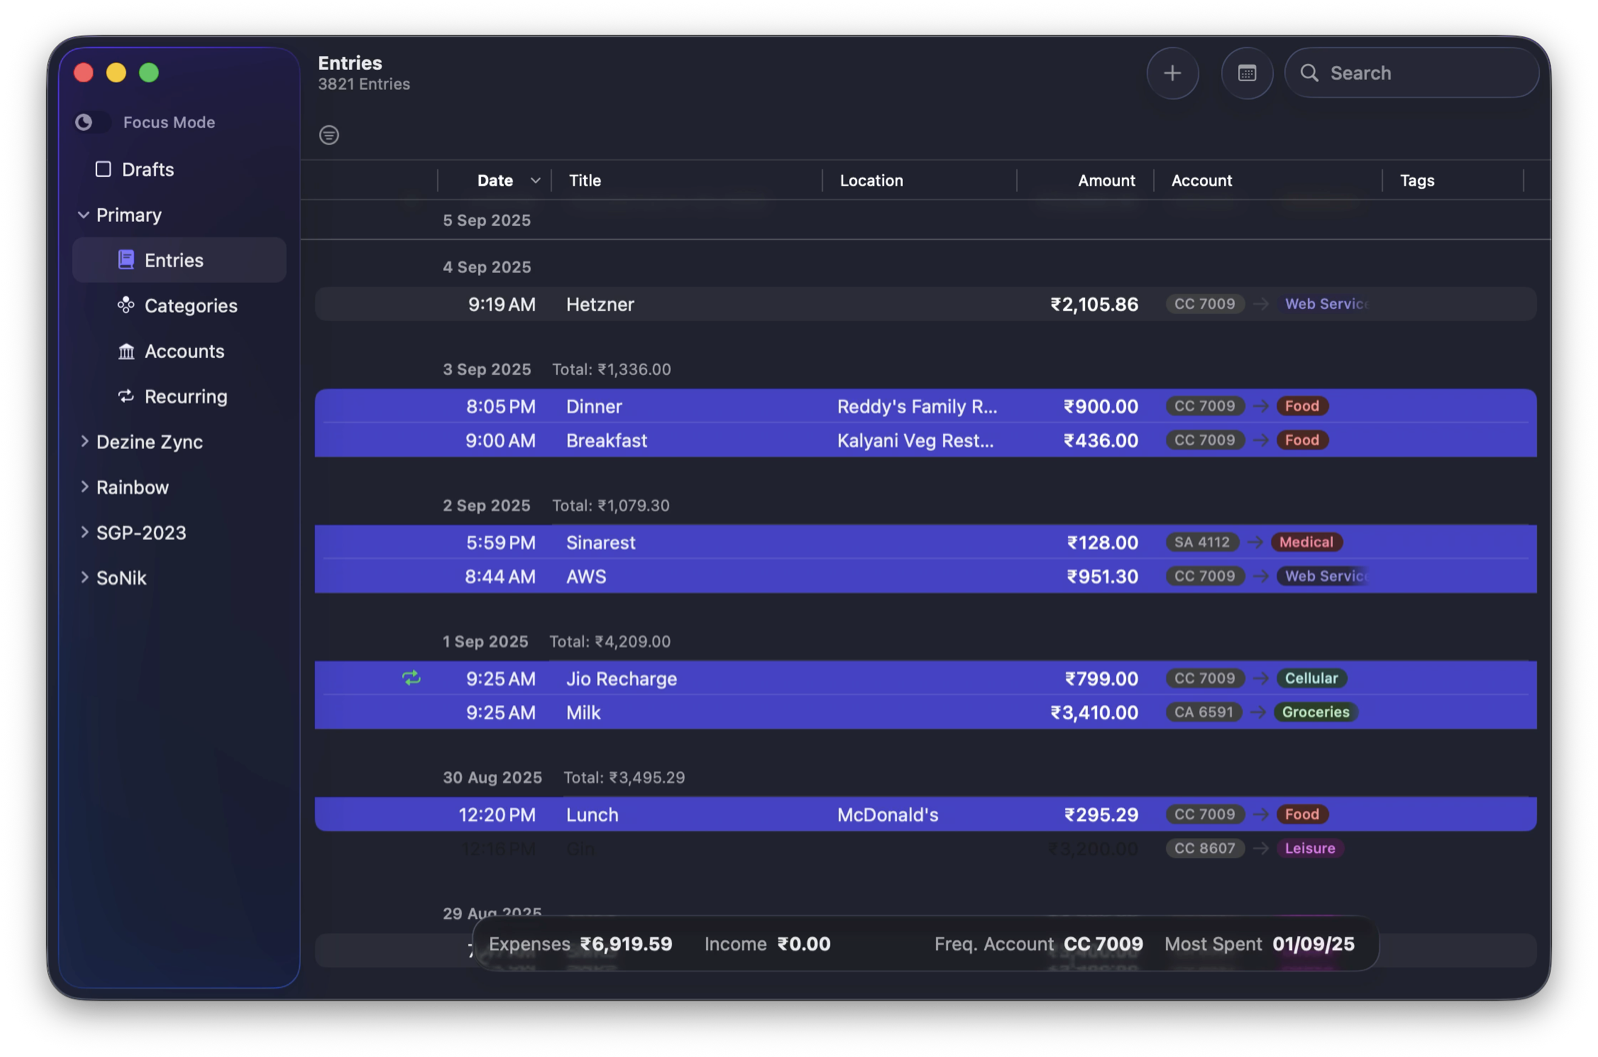 Entries
3821 Entries
Search
Focus Mode
Drafts
Primary
Entries
Categories
Accounts
Recurring
Dezine Zync
Rainbow
SGP-2023
SoNik
Date Title Location Amount Account Tags
5 Sep 2025
4 Sep 2025
9:19 AM Hetzner ₹2,105.86 CC 7009 → Web Servic
3 Sep 2025 Total: ₹1,336.00
8:05 PM Dinner Reddy's Family R... ₹900.00 CC 7009 → Food
9:00 AM Breakfast Kalyani Veg Rest... ₹436.00 CC 7009 → Food
2 Sep 2025 Total: ₹1,079.30
5:59 PM Sinarest ₹128.00 SA 4112 → Medical
8:44 AM AWS ₹951.30 CC 7009 → Web Servic
1 Sep 2025 Total: ₹4,209.00
9:25 AM Jio Recharge ₹799.00 CC 7009 → Cellular
9:25 AM Milk ₹3,410.00 CA 6591 → Groceries
30 Aug 2025 Total: ₹3,495.29
12:20 PM Lunch McDonald's ₹295.29 CC 7009 → Food
12:16 PM Gin ₹3,200.00 CC 8607 → Leisure
29 Aug 2025
Expenses ₹6,919.59 Income ₹0.00 Freq. Account CC 7009 Most Spent 01/09/25